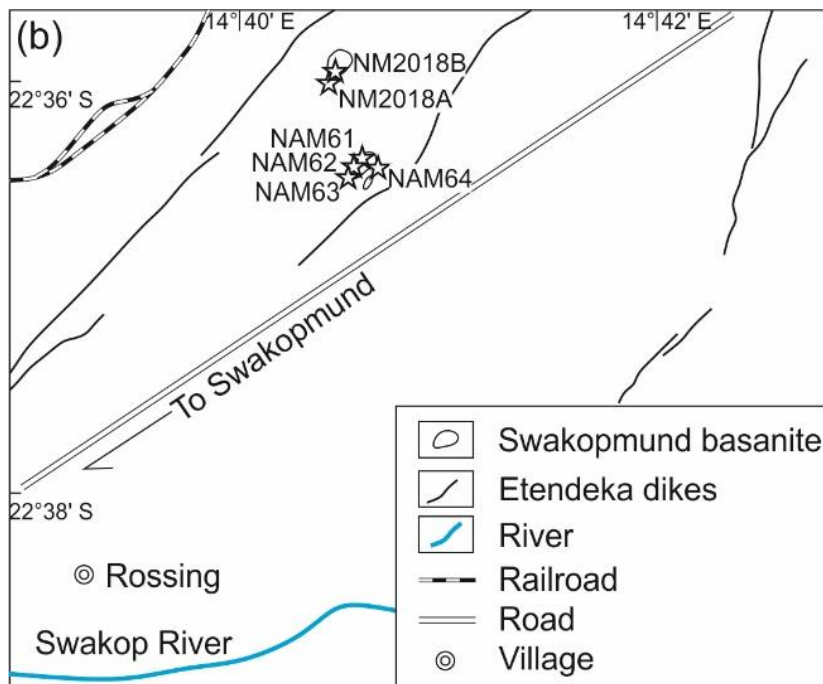 (b)
14°40' E
14°42' E
22°36' S
NM2018B
NM2018A
NAM61
NAM62
NAM63
NAM64
To Swakopmund
22°38' S
Rossing
Swakop River
Swakopmund basanite
Etendeka dikes
River
Railroad
Road
Village